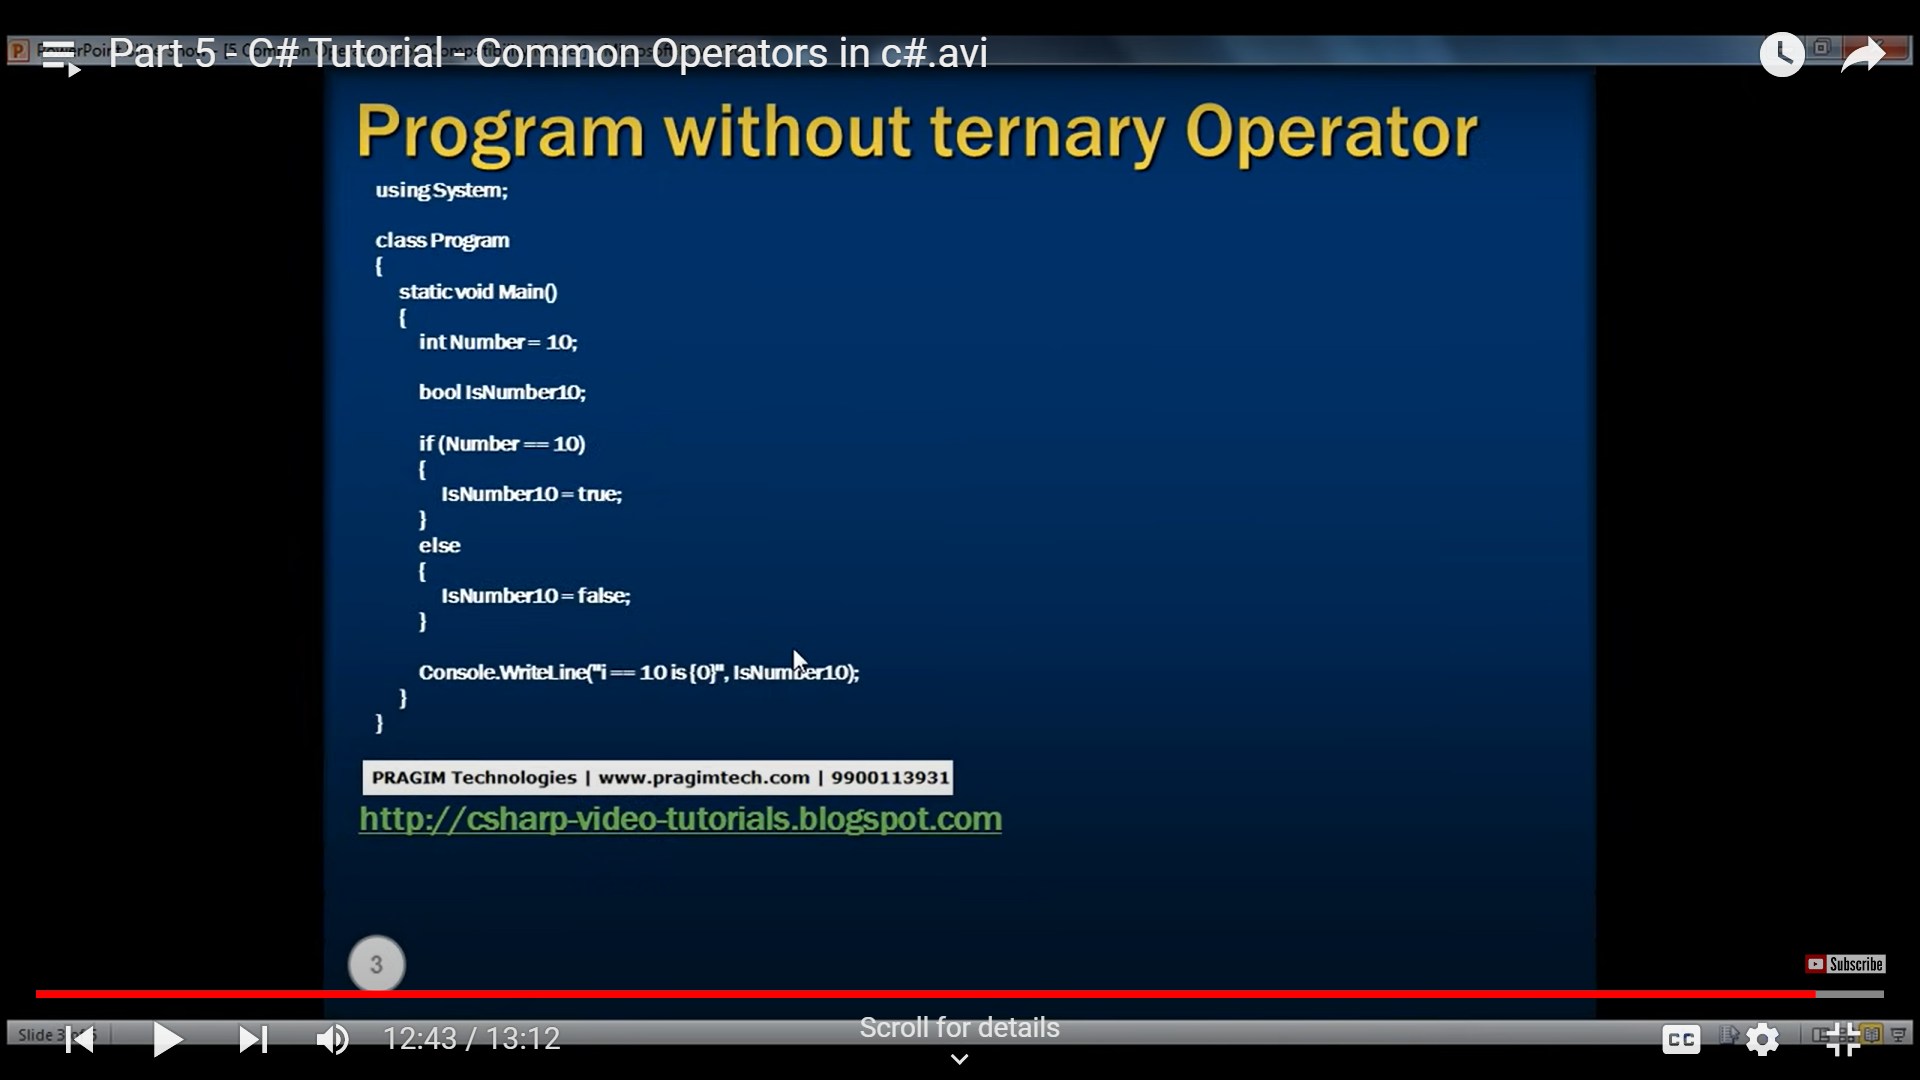 Part 5 - C# Tutorial - Common Operators in c#.avi
Program without ternary Operator
using System;
class Program
{
static void Main()
{
int Number = 10;
bool IsNumber10;
if (Number == 10)
{
IsNumber10 = true;
}
else
{
IsNumber10 = false;
}
Console.WriteLine("i == 10 is {0}", IsNumber10);
}
}
PRAGIM Technologies | www.pragimtech.com | 9900113931
http://csharp-video-tutorials.blogspot.com
3
Subscribe
Slide 3
12:43 / 13:12
Scroll for details
CC